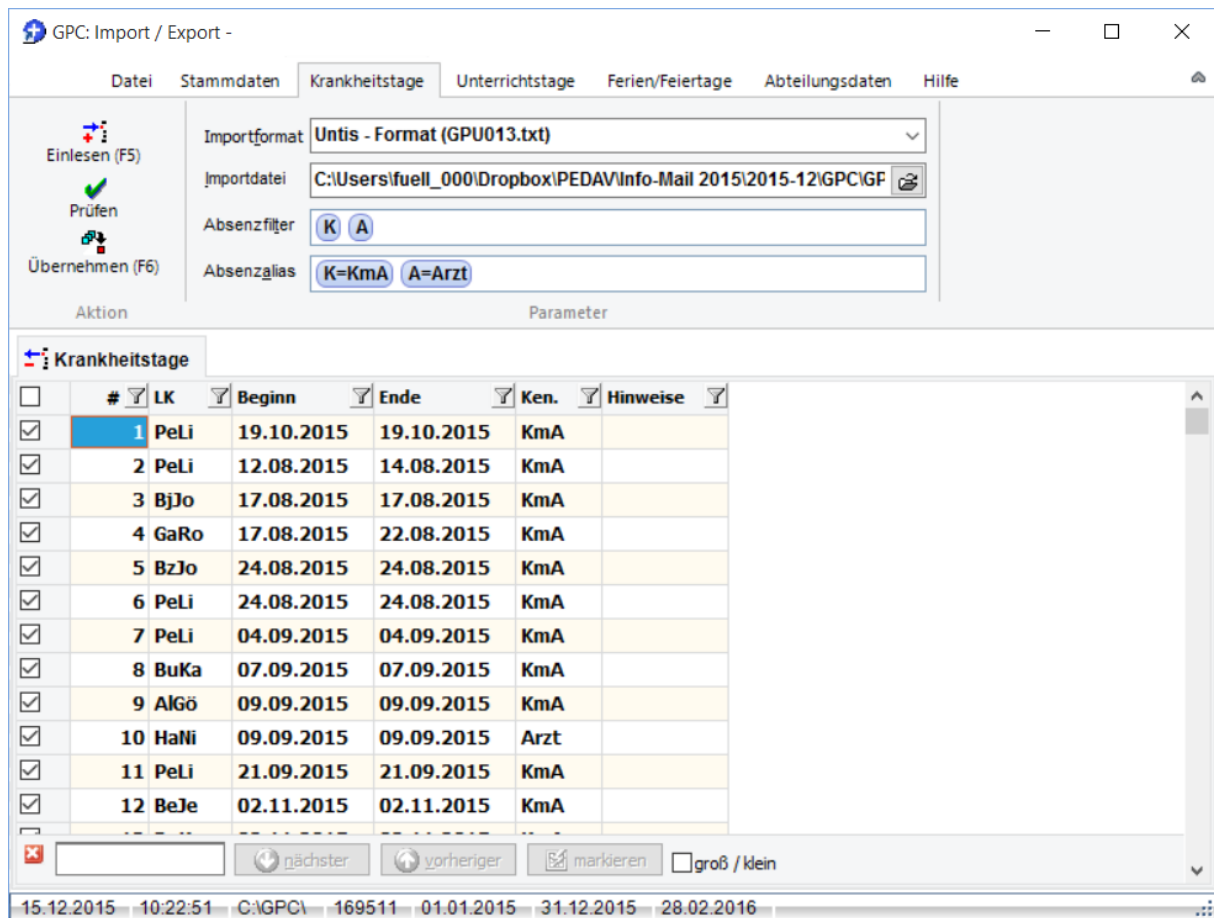 GPC: Import / Export -
Datei Stammdaten Krankheitstage Unterrichtstage Ferien/Feiertage Abteilungsdaten Hilfe
Einlesen (F5)
Prüfen
Übernehmen (F6)
Aktion
Importformat Untis - Format (GPU013.txt)
Importdatei C:\Users\fuell_000\Dropbox\PEDAV\Info-Mail 2015\2015-12\GPC\GP
Absenzfilter K A
Absenzalias K=KmA A=Arzt
Parameter
Krankheitstage
# LK Beginn Ende Ken. Hinweise
1 PeLi 19.10.2015 19.10.2015 KmA
2 PeLi 12.08.2015 14.08.2015 KmA
3 BjJo 17.08.2015 17.08.2015 KmA
4 GaRo 17.08.2015 22.08.2015 KmA
5 BzJo 24.08.2015 24.08.2015 KmA
6 PeLi 24.08.2015 24.08.2015 KmA
7 PeLi 04.09.2015 04.09.2015 KmA
8 BuKa 07.09.2015 07.09.2015 KmA
9 AlGö 09.09.2015 09.09.2015 KmA
10 HaNi 09.09.2015 09.09.2015 Arzt
11 PeLi 21.09.2015 21.09.2015 KmA
12 BeJe 02.11.2015 02.11.2015 KmA
nächster vorheriger markieren groß / klein
15.12.2015 10:22:51 C:\GPC\ 169511 01.01.2015 31.12.2015 28.02.2016